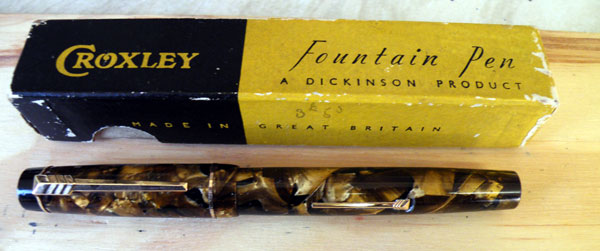 CROXLEY
Fountain Pen
A DICKINSON PRODUCT
MADE IN GREAT BRITAIN